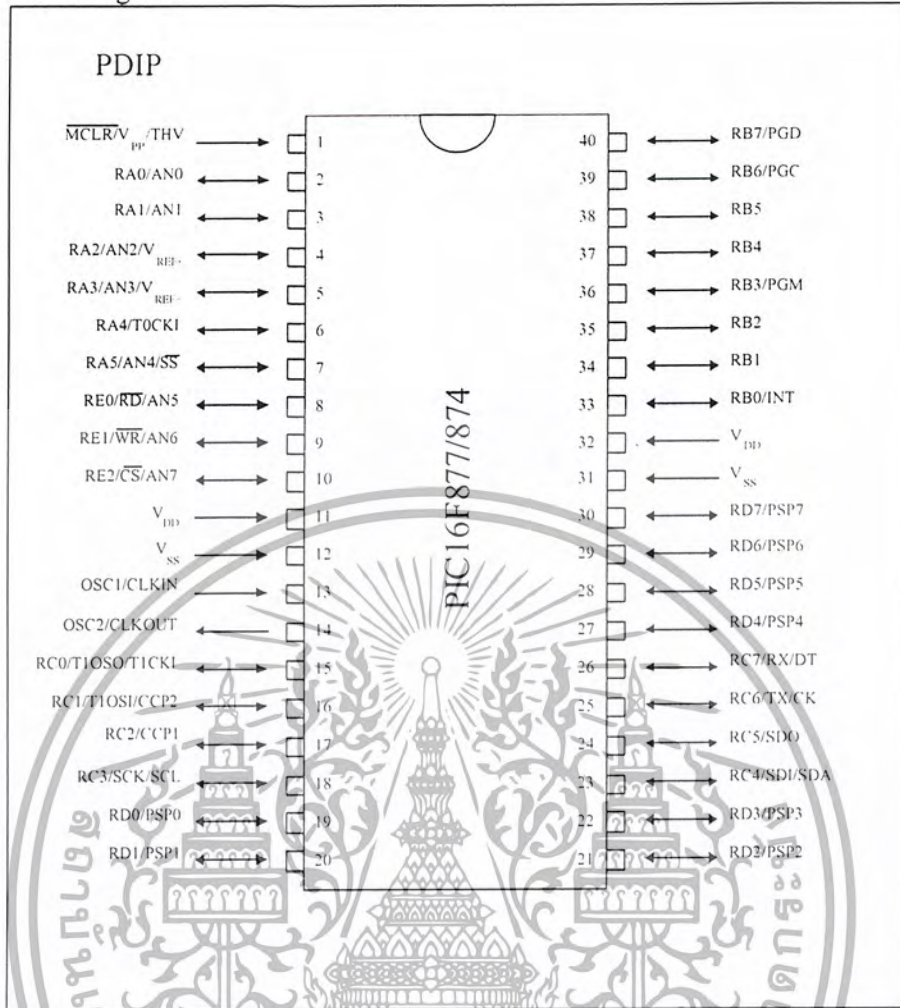 PDIP
MCLR/VPP/THV
RA0/AN0
RA1/AN1
RA2/AN2/VREF-
RA3/AN3/VREF-
RA4/T0CKI
RA5/AN4/SS
RE0/RD/AN5
RE1/WR/AN6
RE2/CS/AN7
VDD
VSS
OSC1/CLKIN
OSC2/CLKOUT
RC0/T1OSO/T1CKI
RC1/T1OSI/CCP2
RC2/CCP1
RC3/SCK/SCL
RD0/PSP0
RD1/PSP1
1
2
3
4
5
6
7
8
9
10
11
12
13
14
15
16
17
18
19
20
PIC16F877/874
40
39
38
37
36
35
34
33
32
31
30
29
28
27
26
25
24
23
22
21
RB7/PGD
RB6/PGC
RB5
RB4
RB3/PGM
RB2
RB1
RB0/INT
VDD
VSS
RD7/PSP7
RD6/PSP6
RD5/PSP5
RD4/PSP4
RC7/RX/DT
RC6/TX/CK
RC5/SDO
RC4/SDI/SDA
RD3/PSP3
RD2/PSP2